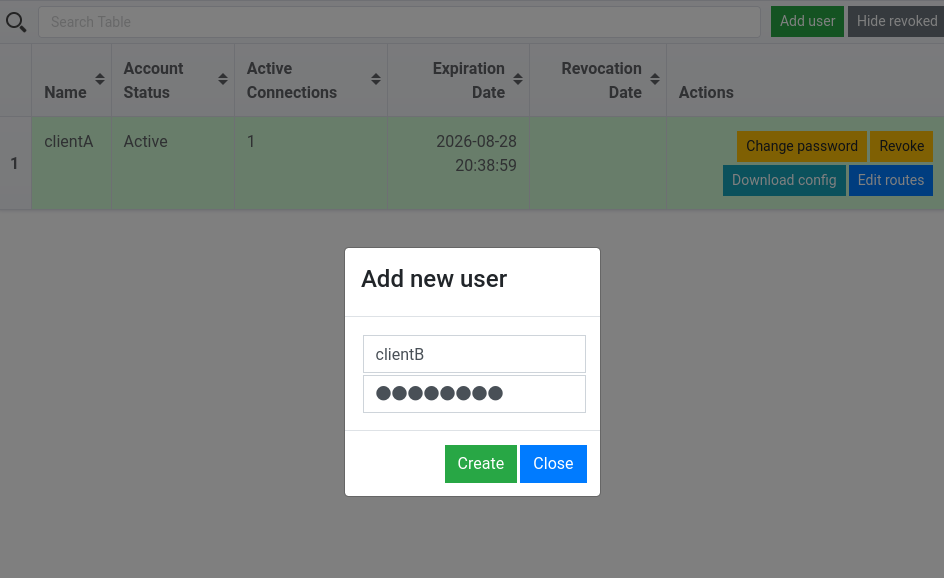 Search Table
Add user
Hide revoked
Name
Account Status
Active Connections
Expiration Date
Revocation Date
Actions
1
clientA
Active
1
2026-08-28 20:38:59
Change password
Revoke
Download config
Edit routes
Add new user
clientB
●●●●●●●●
Create
Close